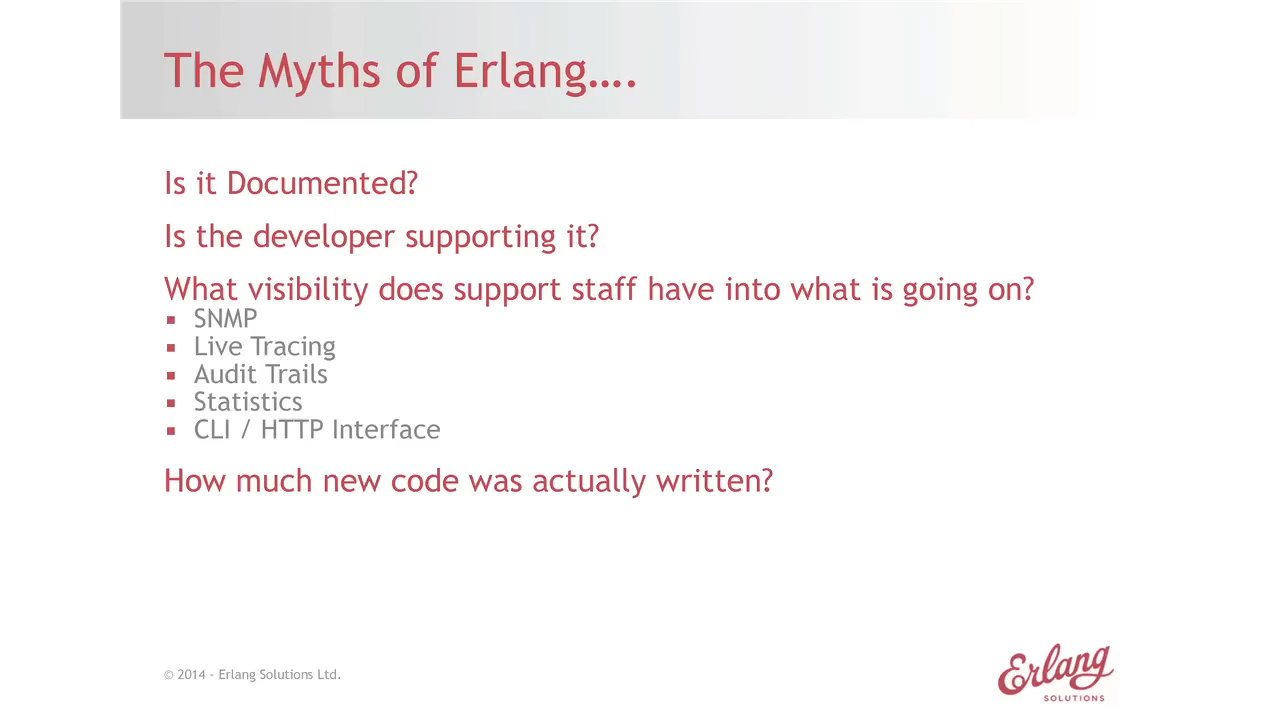 The Myths of Erlang....
Is it Documented?
Is the developer supporting it?
What visibility does support staff have into what is going on?
▪ SNMP
▪ Live Tracing
▪ Audit Trails
▪ Statistics
▪ CLI / HTTP Interface
How much new code was actually written?
© 2014 - Erlang Solutions Ltd.
Erlang
SOLUTIONS